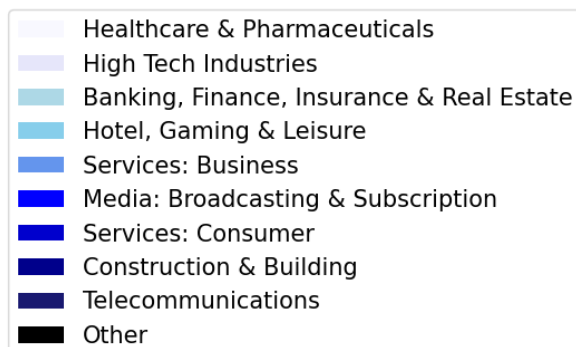 Healthcare & Pharmaceuticals
High Tech Industries
Banking, Finance, Insurance & Real Estate
Hotel, Gaming & Leisure
Services: Business
Media: Broadcasting & Subscription
Services: Consumer
Construction & Building
Telecommunications
Other